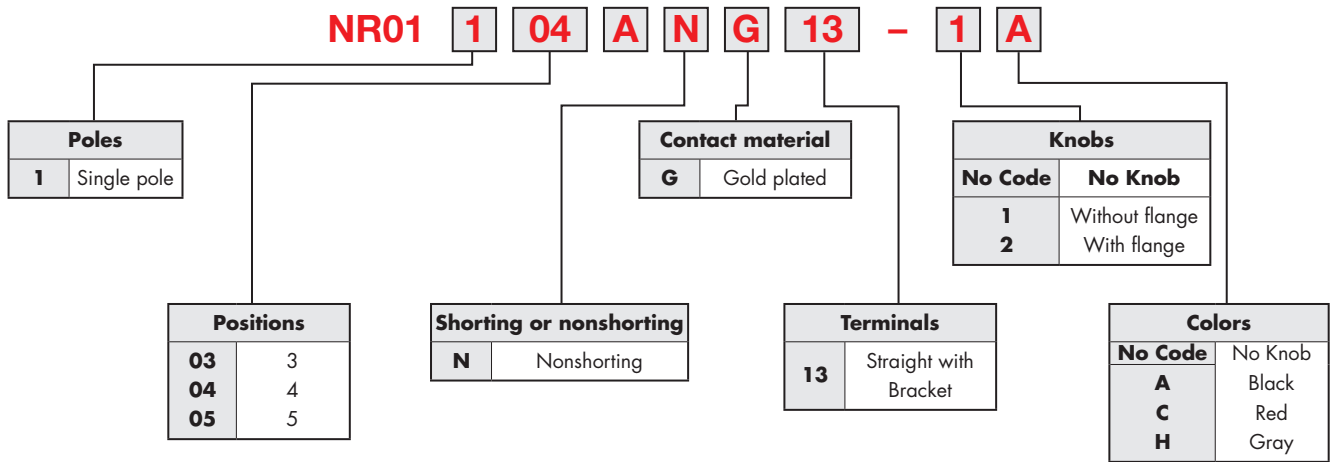 NR01 1 04 A N G 13 – 1 A
Poles
1 Single pole
Contact material
G Gold plated
Knobs
No Code No Knob
1 Without flange
2 With flange
Positions
03 3
04 4
05 5
Shorting or nonshorting
N Nonshorting
Terminals
13 Straight with
Bracket
Colors
No Code No Knob
A Black
C Red
H Gray